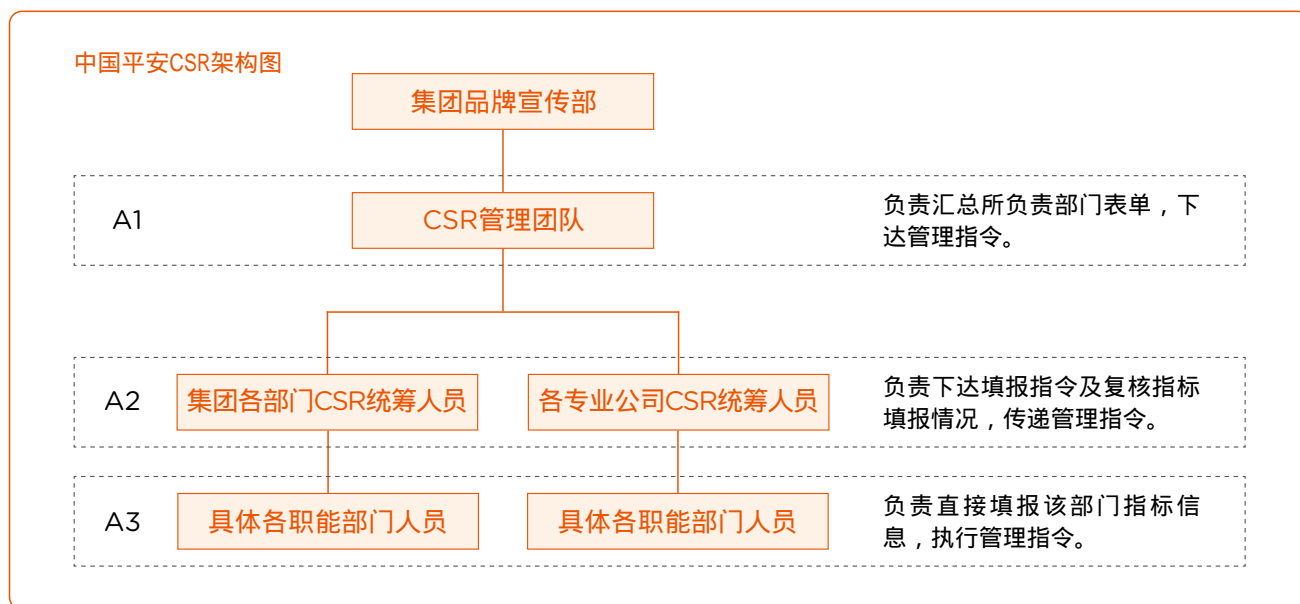 中国平安CSR架构图
集团品牌宣传部
A1
CSR管理团队
负责汇总所负责部门表单，下
达管理指令。
A2
集团各部门CSR统筹人员
各专业公司CSR统筹人员
负责下达填报指令及复核指标
填报情况，传递管理指令。
A3
具体各职能部门人员
具体各职能部门人员
负责直接填报该部门指标信
息，执行管理指令。